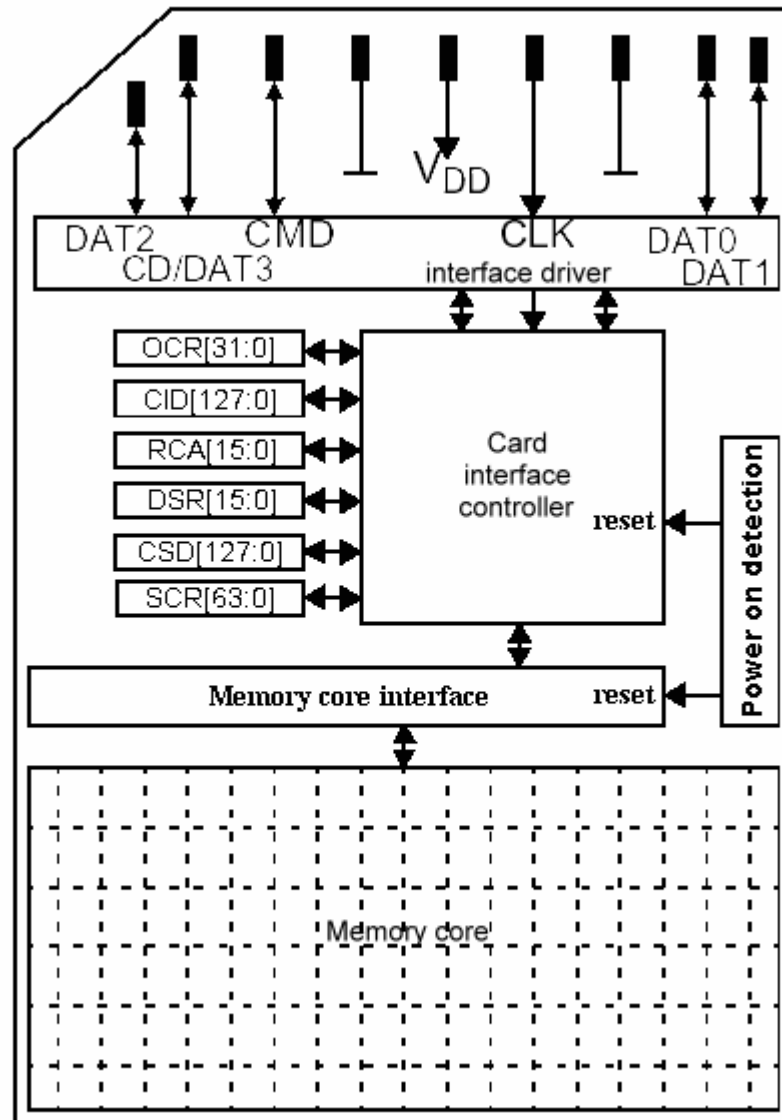 VDD
DAT2 CMD CLK DAT0
CD/DAT3 interface driver DAT1
OCR[31:0]
CID[127:0]
RCA[15:0]
DSR[15:0]
CSD[127:0]
SCR[63:0]
Card
interface
controller
reset
Power on detection
Memory core interface reset
Memory core